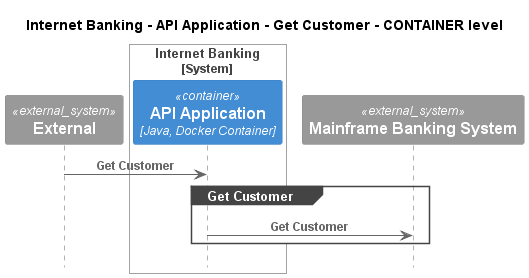 Internet Banking - API Application - Get Customer - CONTAINER level
Internet Banking
[System]
«external_system»
External
«container»
API Application
[Java, Docker Container]
«external_system»
Mainframe Banking System
Get Customer
Get Customer
Get Customer